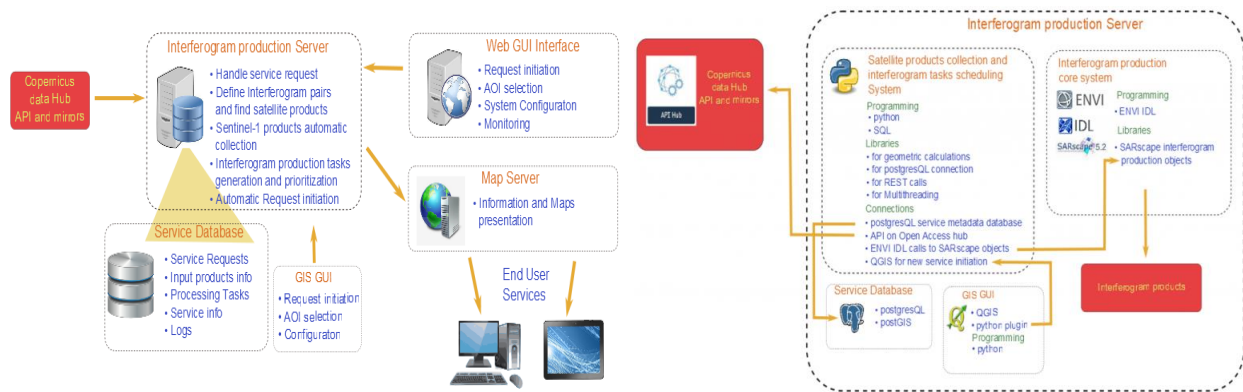 Copernicus
data Hub
API and mirrors
Interferogram production Server
• Handle service request
• Define Interferogram pairs
and find satellite products
• Sentinel-1 products automatic
collection
• Interferogram production tasks
generation and prioritization
• Automatic Request initiation
Service Database
• Service Requests
• Input products info
• Processing Tasks
• Service info
• Logs
GIS GUI
• Request initiation
• AOI selection
• Configuraton
Web GUI Interface
• Request initiation
• AOI selection
• System Configuraton
• Monitoring
Map Server
• Information and Maps
presentation
End User
Services
API Hub
Copernicus
data Hub
API and mirrors
Interferogram production Server
Satellite products collection and
interferogram tasks scheduling
System
Programming
• python
• SQL
Libraries
• for geometric calculations
• for postgresQL connection
• for REST calls
• for Multithreading
Connections
• postgresQL service metadata database
• API on Open Access hub
• ENVI IDL calls to SARscape objects
• QGIS for new service initiation
Interferogram production
core system
ENVI
IDL
SARscape 5.2
Programming
• ENVI IDL
Libraries
• SARscape interferogram
production objects
Service Database
• postgresQL
• postGIS
GIS GUI
• QGIS
• python plugin
Programming
• python
Interferogram products